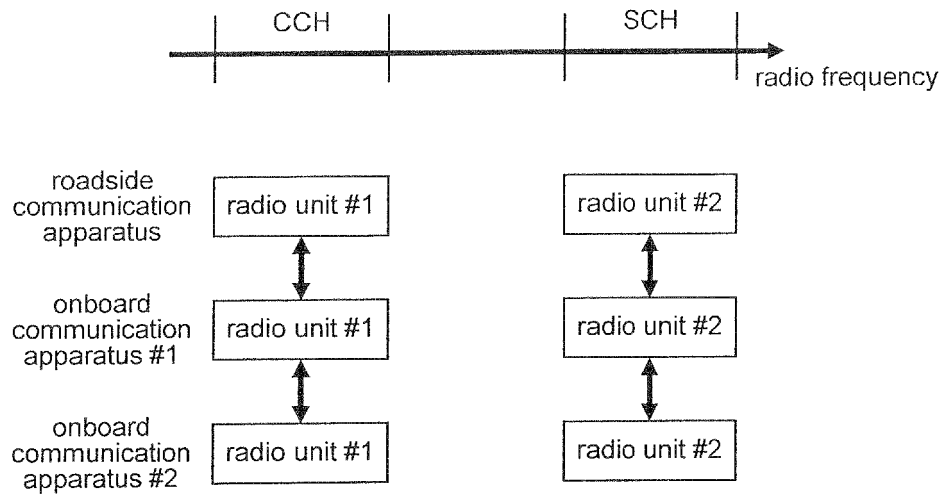 CCH
SCH
radio frequency
roadside
communication
apparatus
radio unit #1
radio unit #2
onboard
communication
apparatus #1
radio unit #1
radio unit #2
onboard
communication
apparatus #2
radio unit #1
radio unit #2